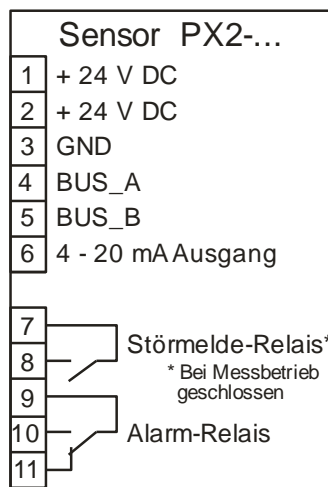 Sensor PX2-...
1 + 24 V DC
2 + 24 V DC
3 GND
4 BUS_A
5 BUS_B
6 4 - 20 mA Ausgang
7
8 Störmelde-Relais*
* Bei Messbetrieb
geschlossen
9
10 Alarm-Relais
11